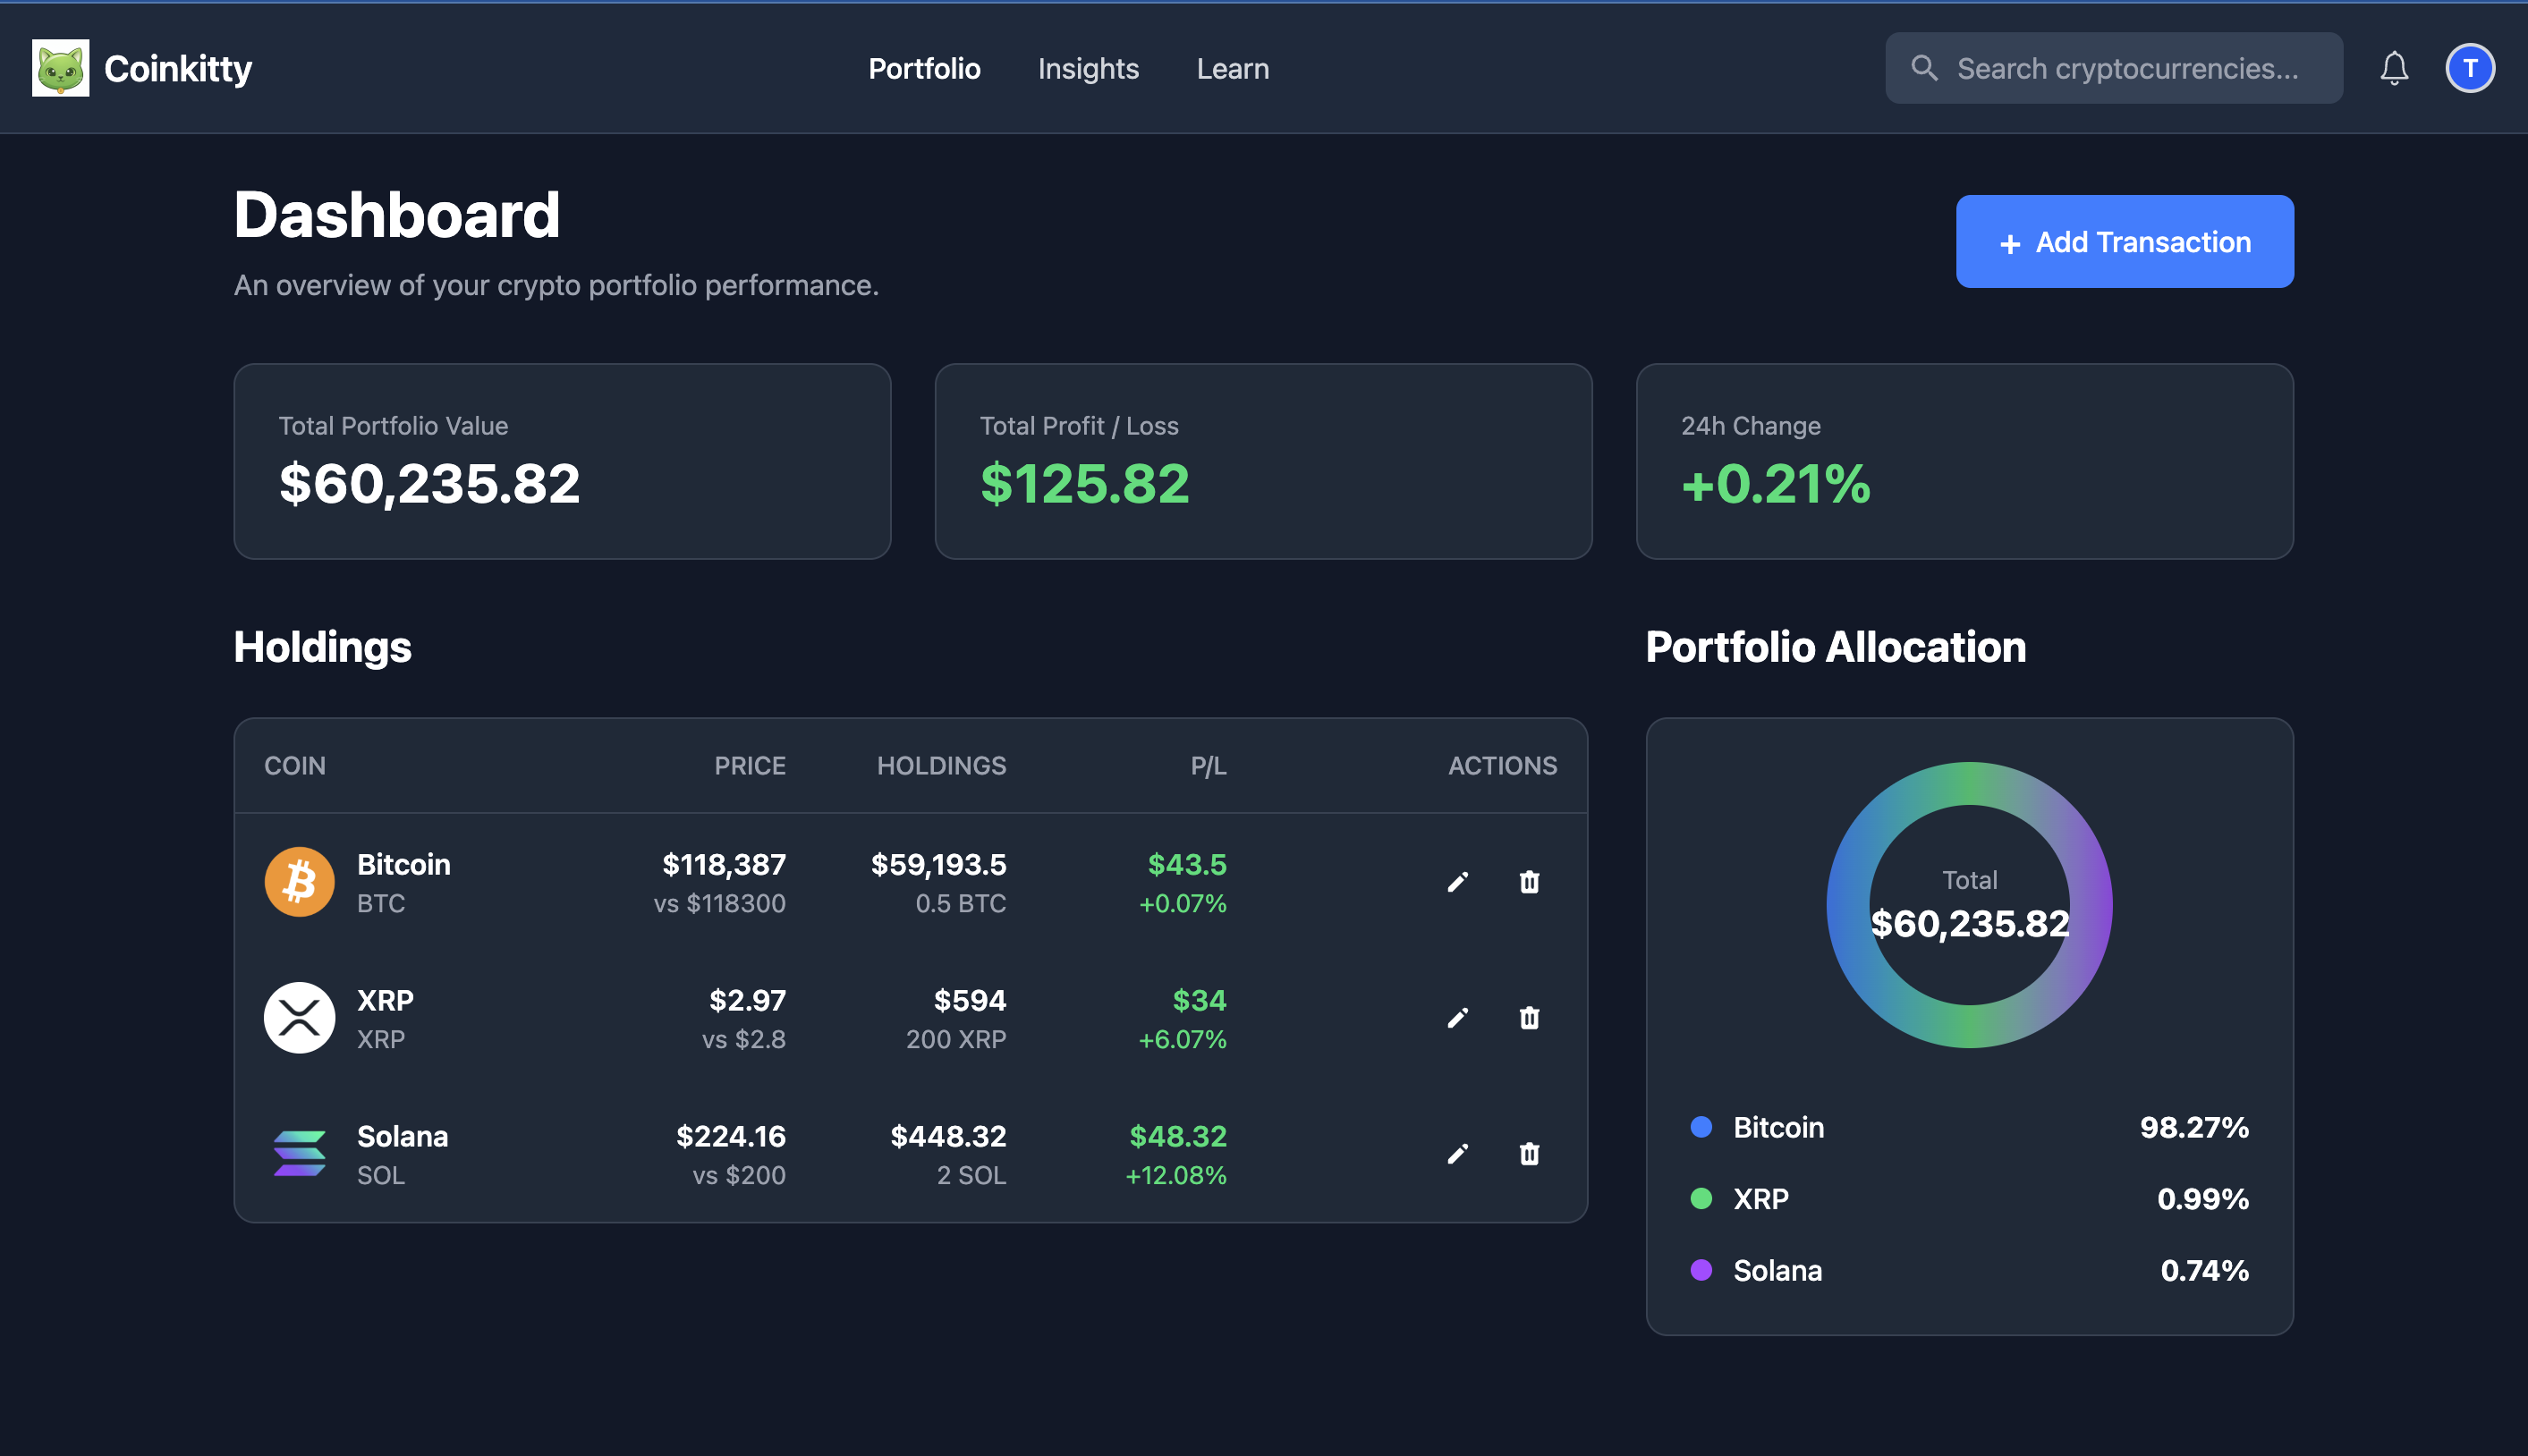 Coinkitty
Portfolio Insights Learn
Search cryptocurrencies...
T
Dashboard
An overview of your crypto portfolio performance.
+ Add Transaction
Total Portfolio Value
$60,235.82
Total Profit / Loss
$125.82
24h Change
+0.21%
Holdings
COIN PRICE HOLDINGS P/L ACTIONS
Bitcoin $118,387 $59,193.5 $43.5
BTC vs $118300 0.5 BTC +0.07%
XRP $2.97 $594 $34
XRP vs $2.8 200 XRP +6.07%
Solana $224.16 $448.32 $48.32
SOL vs $200 2 SOL +12.08%
Portfolio Allocation
Total
$60,235.82
Bitcoin 98.27%
XRP 0.99%
Solana 0.74%